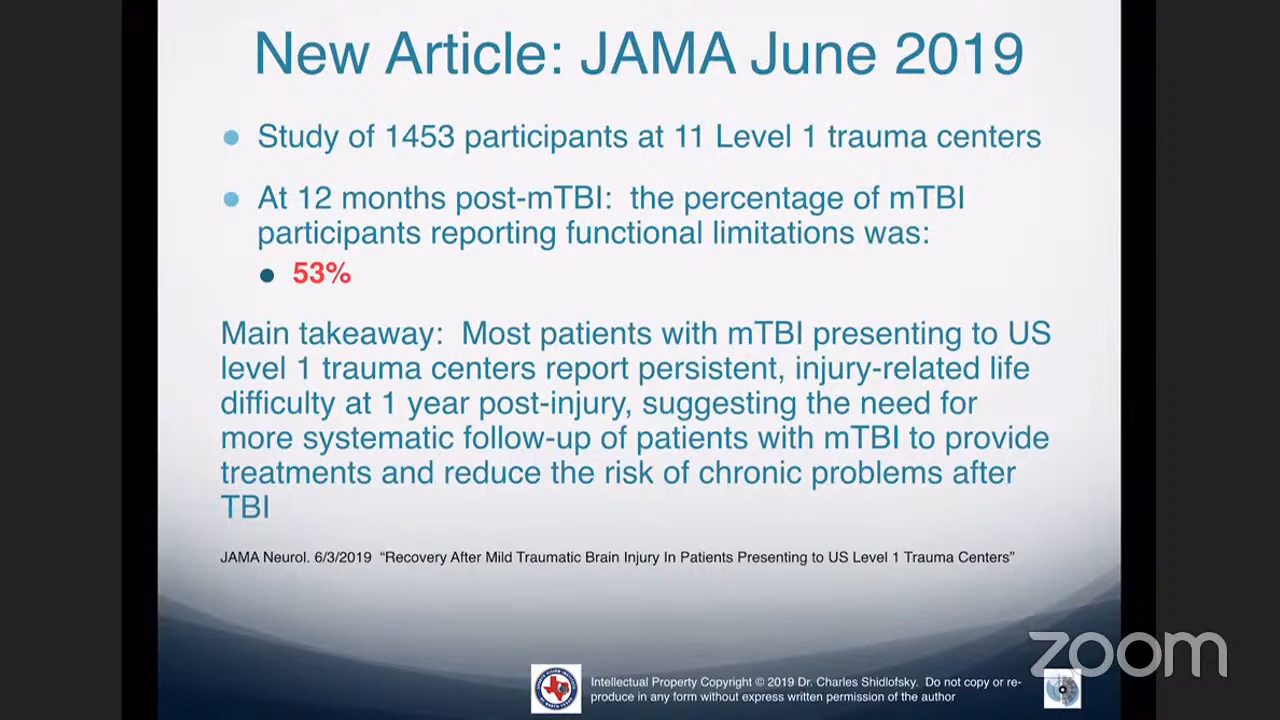 New Article: JAMA June 2019
Study of 1453 participants at 11 Level 1 trauma centers
At 12 months post-mTBI: the percentage of mTBI
participants reporting functional limitations was:
53%
Main takeaway: Most patients with mTBI presenting to US
level 1 trauma centers report persistent, injury-related life
difficulty at 1 year post-injury, suggesting the need for
more systematic follow-up of patients with mTBI to provide
treatments and reduce the risk of chronic problems after
TBI
JAMA Neurol. 6/3/2019 “Recovery After Mild Traumatic Brain Injury In Patients Presenting to US Level 1 Trauma Centers”
Intellectual Property Copyright © 2019 Dr. Charles Shidlofsky. Do not copy or re-
produce in any form without express written permission of the author
zoom